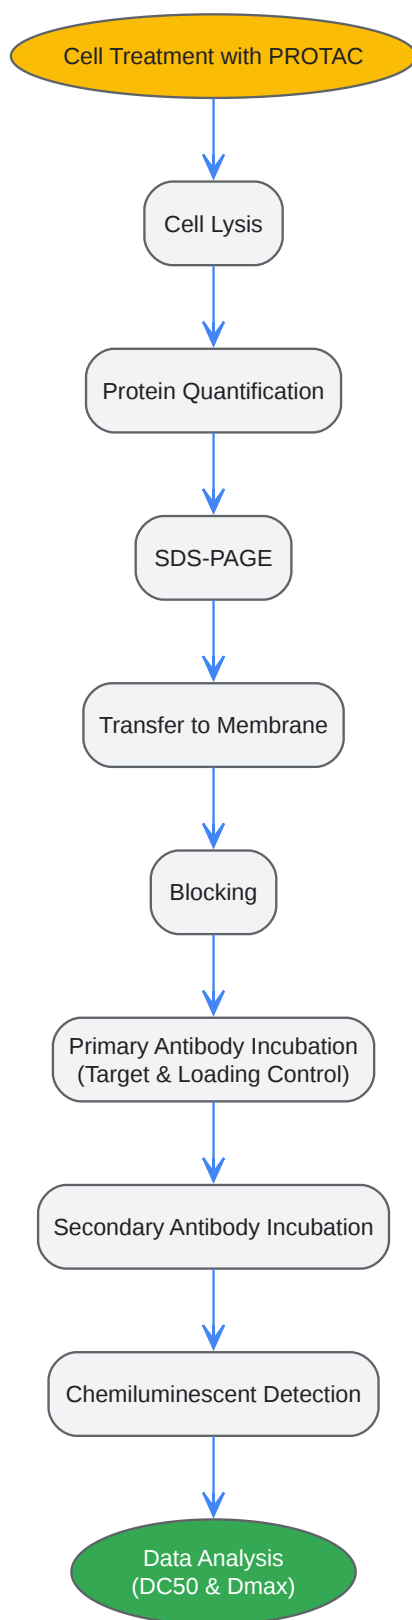 Cell Treatment with PROTAC
Cell Lysis
Protein Quantification
SDS-PAGE
Transfer to Membrane
Blocking
Primary Antibody Incubation
(Target & Loading Control)
Secondary Antibody Incubation
Chemiluminescent Detection
Data Analysis
(DC50 & Dmax)